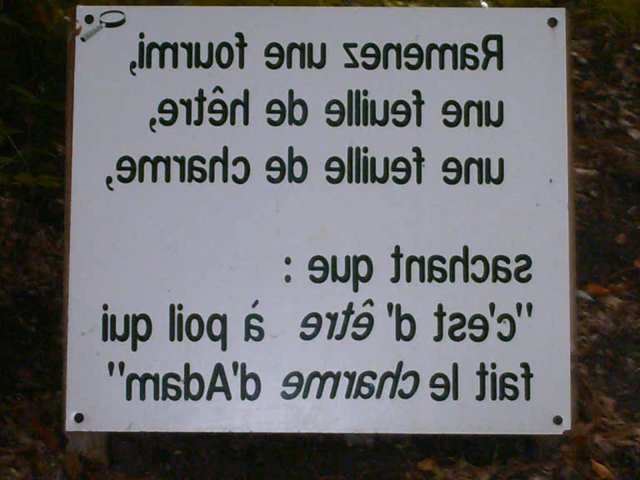 Ramenez une fourmi,
une feuille de hêtre,
une feuille de charme,
sachant que :
"c'est d'être à poil qui
fait le charme d'Adam"